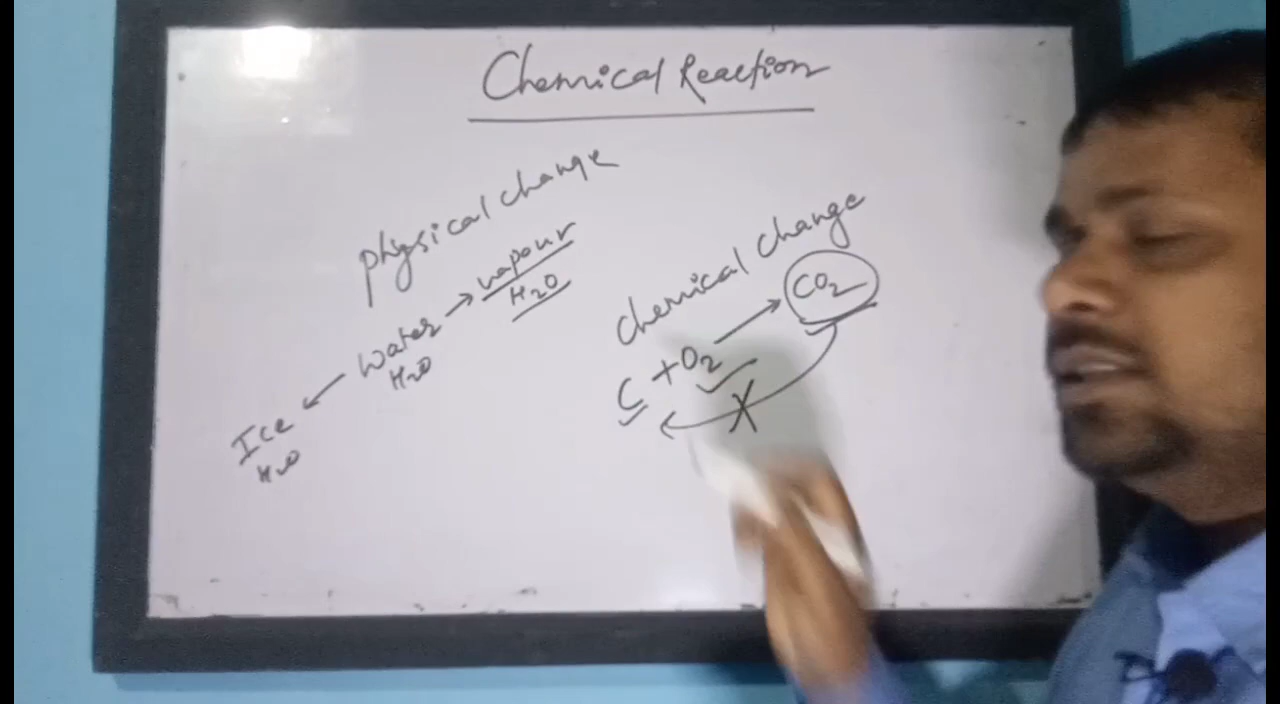 Chemical Reaction
physical change
Ice ← Water → vapour
H2O H2O H2O
Chemical change
C + O2 → CO2
X